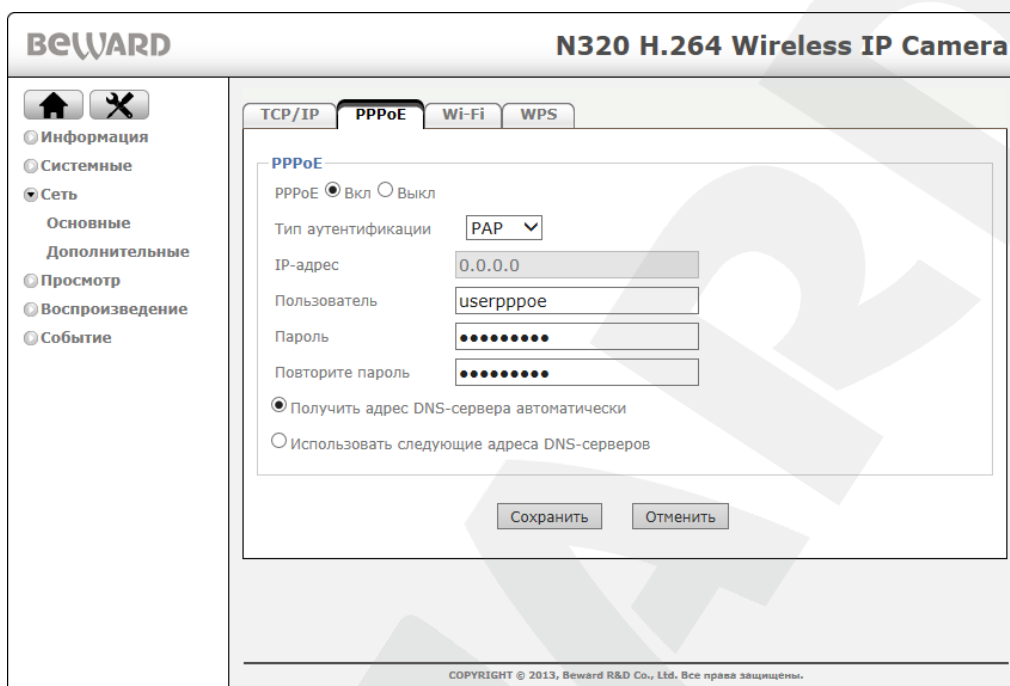 BEWARD
N320 H.264 Wireless IP Camera
Информация
Системные
Сеть
Основные
Дополнительные
Просмотр
Воспроизведение
Событие
TCP/IP PPPoE Wi-Fi WPS
PPPoE
PPPoE Вкл Выкл
Тип аутентификации PAP
IP-адрес 0.0.0.0
Пользователь userpppoe
Пароль •••••••••
Повторите пароль •••••••••
Получить адрес DNS-сервера автоматически
Использовать следующие адреса DNS-серверов
Сохранить Отменить
COPYRIGHT © 2013, Beward R&D Co., Ltd. Все права защищены.